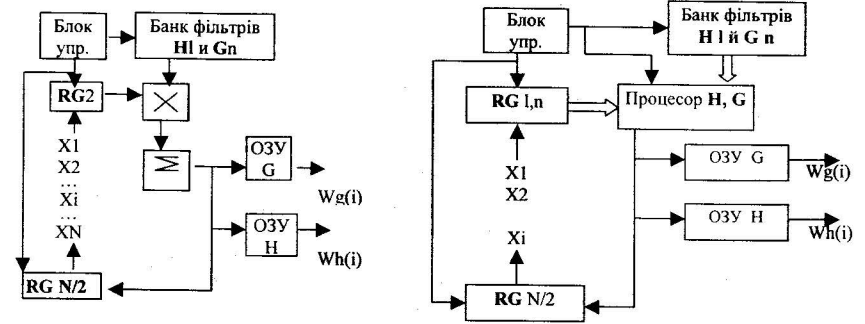 Блок
упр.
Банк фільтрів
Hl и Gn
RG2
X
Σ
X1
X2
...
Xi
...
XN
ОЗУ
G
Wg(i)
ОЗУ
H
Wh(i)
RG N/2
Блок
упр.
Банк фільтрів
H l й G n
RG l,n
Процесор H, G
X1
X2
Xi
ОЗУ G
Wg(i)
ОЗУ H
Wh(i)
RG N/2